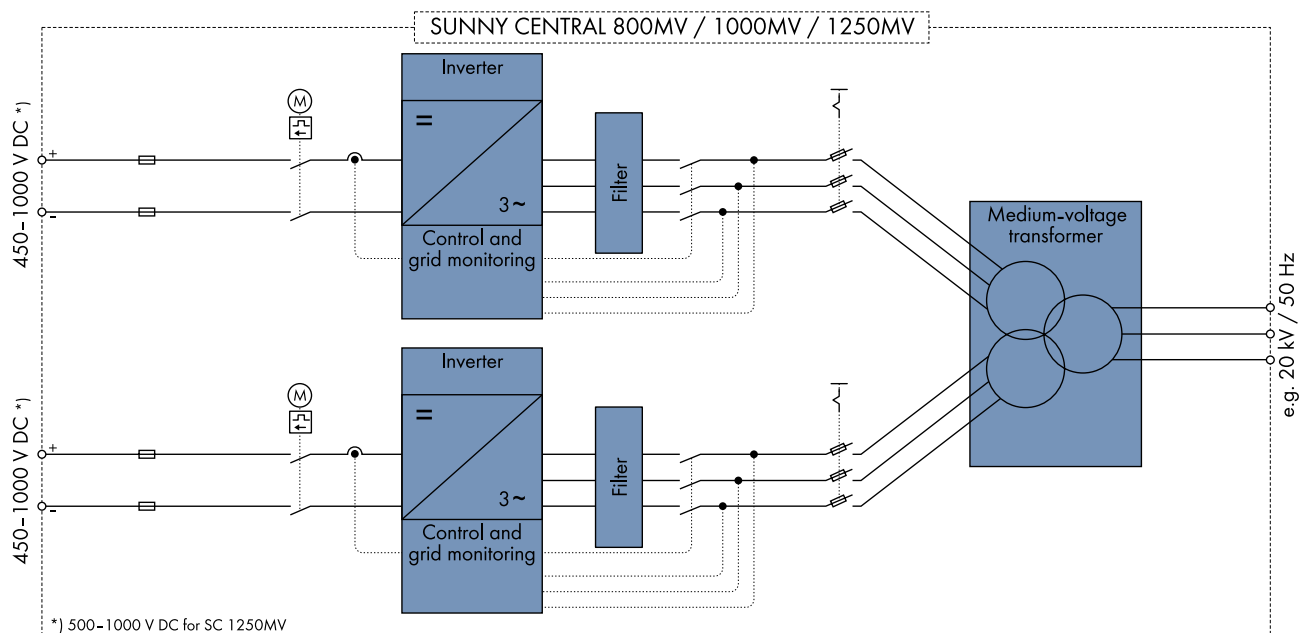 SUNNY CENTRAL 800MV / 1000MV / 1250MV
450–1000 V DC *)
+
-
M
Inverter
=
3~
Control and
grid monitoring
Filter
Medium-voltage
transformer
e.g. 20 kV / 50 Hz
450–1000 V DC *)
+
-
M
Inverter
=
3~
Control and
grid monitoring
Filter
*) 500–1000 V DC for SC 1250MV